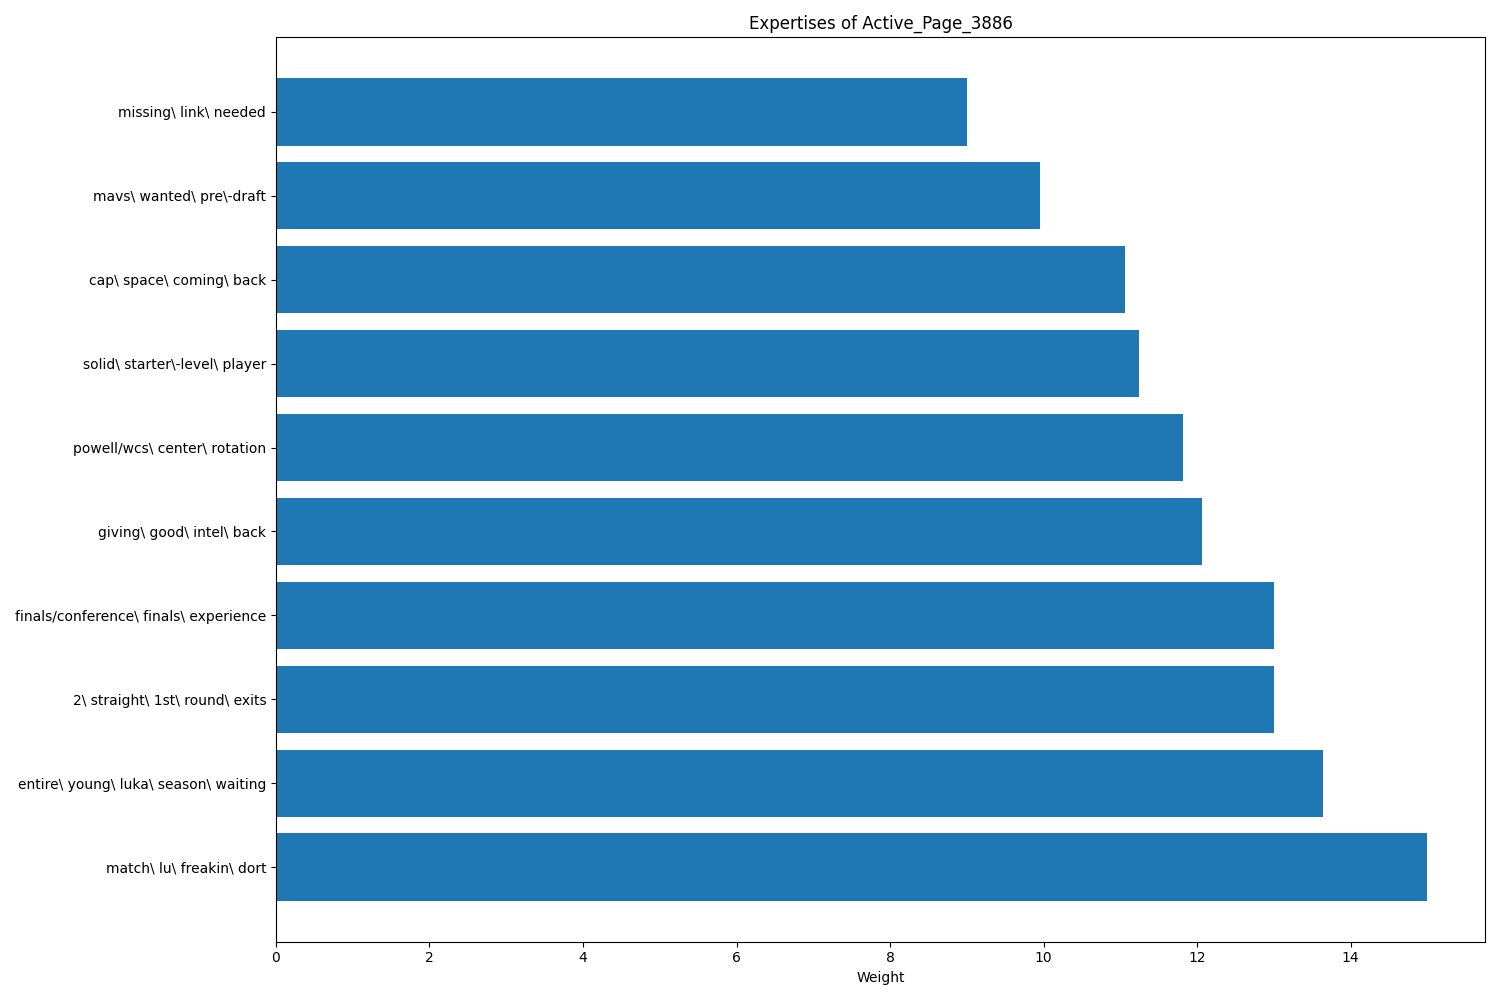 Expertises of Active_Page_3886
missing\ link\ needed
mavs\ wanted\ pre\-draft
cap\ space\ coming\ back
solid\ starter\-level\ player
powell/wcs\ center\ rotation
giving\ good\ intel\ back
finals/conference\ finals\ experience
2\ straight\ 1st\ round\ exits
entire\ young\ luka\ season\ waiting
match\ lu\ freakin\ dort
0 2 4 6 8 10 12 14
Weight